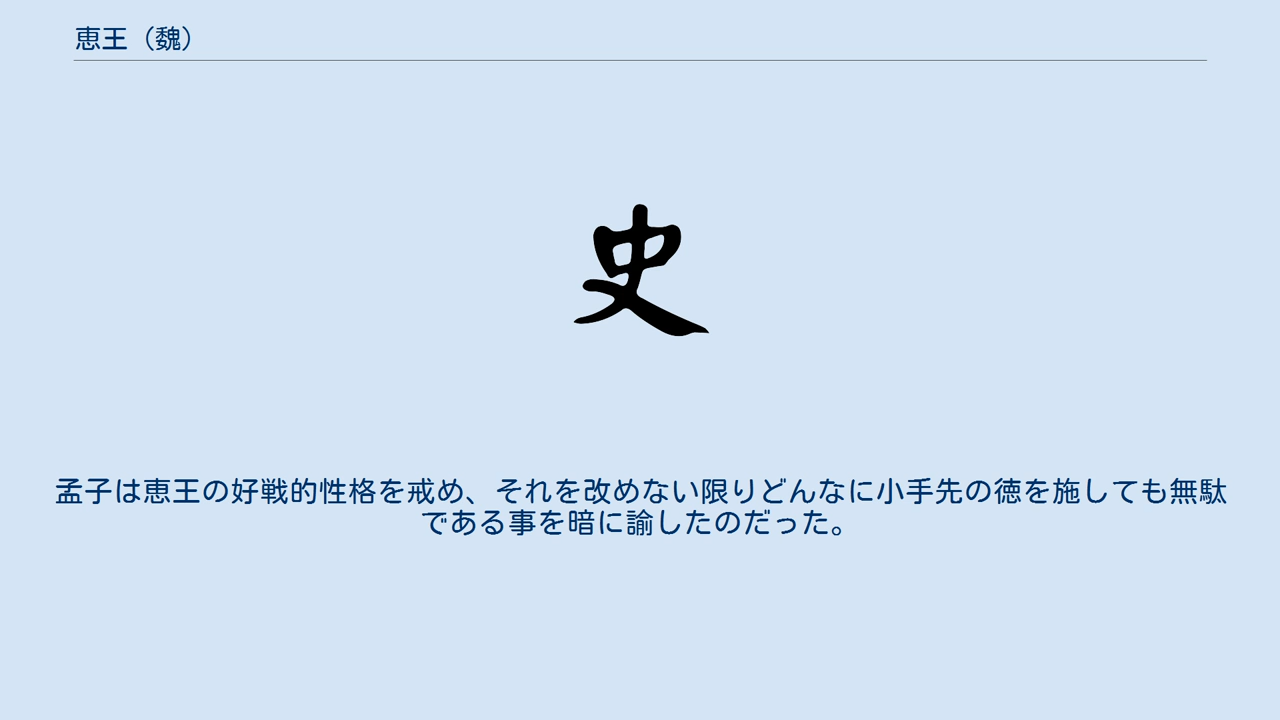 恵王（魏）
史
孟子は恵王の好戦的性格を戒め、それを改めない限りどんなに小手先の徳を施しても無駄
である事を暗に諭したのだった。